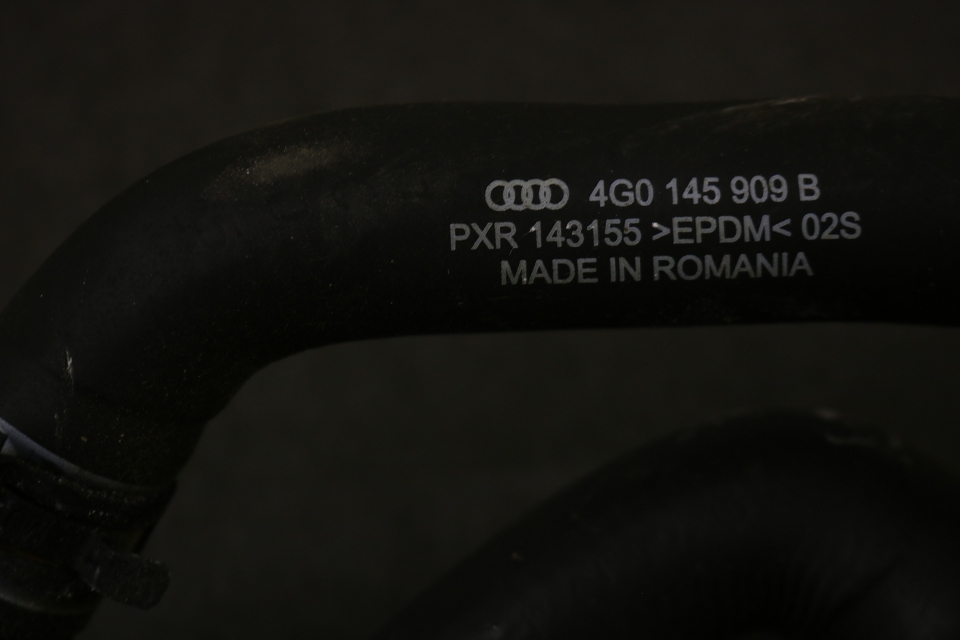 4G0 145 909 B
PXR 143155 >EPDM< 02S
MADE IN ROMANIA